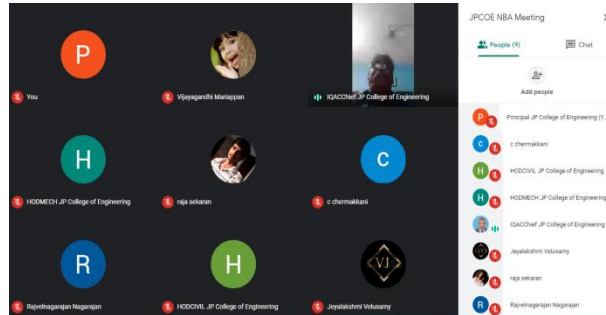 JPCOE NBA Meeting
People (9)
Chat
Add people
P
You
Vijayagandhi Mariappan
IQACChief JP College of Engineering
H
HODMECH JP College of Engineering
raja sekaran
C
c chermakkani
R
Rajvelnagarajan Nagarajan
H
HODCIVIL JP College of Engineering
VJ
Jeyalakshmi Velusamy
P
Principal JP College of Engineering (Y...
C
c chermakkani
H
HODCIVIL JP College of Engineering
H
HODMECH JP College of Engineering
IQACChief JP College of Engineering
VJ
Jeyalakshmi Velusamy
raja sekaran
R
Rajvelnagarajan Nagarajan